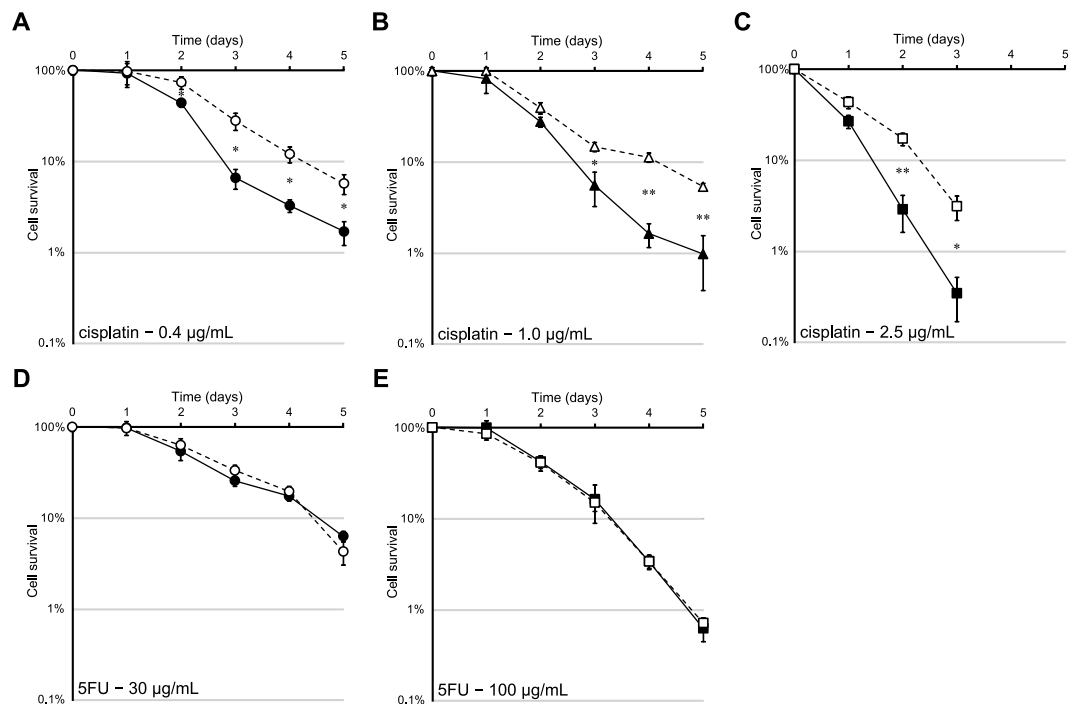 A
Time (days)
0 1 2 3 4 5
100%
10%
1%
0.1%
Cell survival
*
*
*
*
cisplatin − 0.4 µg/mL
B
Time (days)
0 1 2 3 4 5
100%
10%
1%
0.1%
Cell survival
*
**
**
cisplatin − 1.0 µg/mL
C
Time (days)
0 1 2 3 4 5
100%
10%
1%
0.1%
Cell survival
**
*
cisplatin − 2.5 µg/mL
D
Time (days)
0 1 2 3 4 5
100%
10%
1%
0.1%
Cell survival
5FU − 30 µg/mL
E
Time (days)
0 1 2 3 4 5
100%
10%
1%
0.1%
Cell survival
5FU − 100 µg/mL